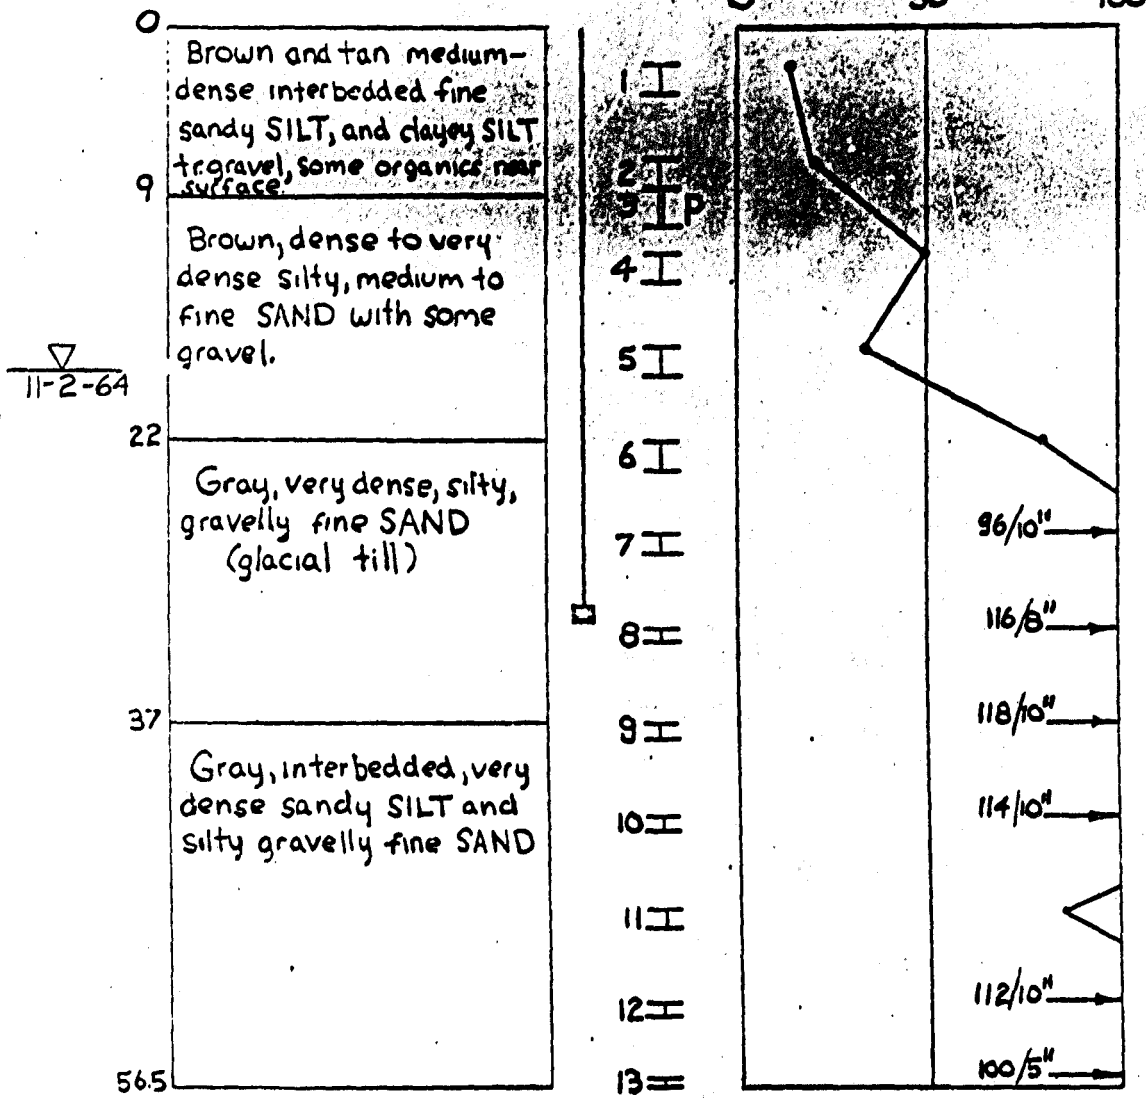 0 50 100
0
Brown and tan medium-
dense interbedded fine
sandy SILT, and clayey SILT
tr. gravel, some organics near
surface.
9
Brown, dense to very
dense silty, medium to
fine SAND with some
gravel.
11-2-64
22
Gray, very dense, silty,
gravelly fine SAND
(glacial till)
37
Gray, interbedded, very
dense sandy SILT and
silty gravelly fine SAND
56.5
1
2
3 P
4
5
6
7
8
9
10
11
12
13
96/10"
116/8"
118/10"
114/10"
112/10"
100/5"